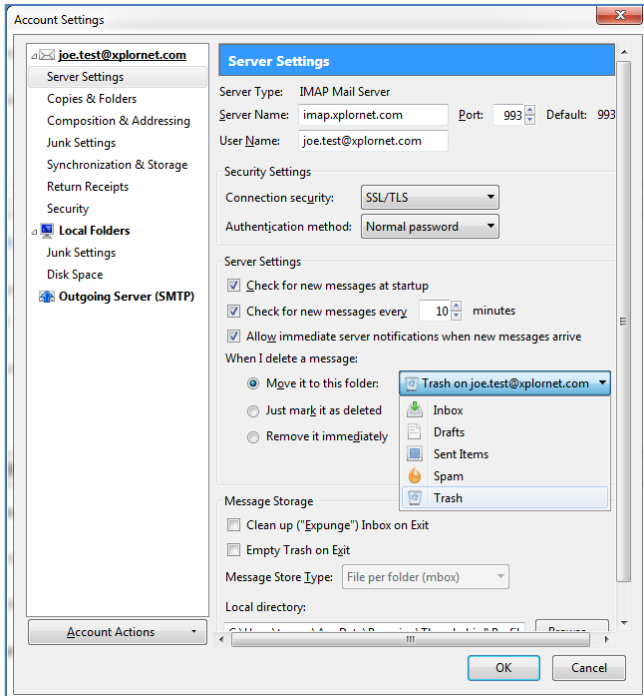 Account Settings
joe.test@xplornet.com
Server Settings
Copies & Folders
Composition & Addressing
Junk Settings
Synchronization & Storage
Return Receipts
Security
Local Folders
Junk Settings
Disk Space
Outgoing Server (SMTP)
Account Actions
Server Settings
Server Type: IMAP Mail Server
Server Name: imap.xplornet.com Port: 993 Default: 993
User Name: joe.test@xplornet.com
Security Settings
Connection security: SSL/TLS
Authentication method: Normal password
Server Settings
Check for new messages at startup
Check for new messages every 10 minutes
Allow immediate server notifications when new messages arrive
When I delete a message:
Move it to this folder: Trash on joe.test@xplornet.com
Just mark it as deleted
Remove it immediately
Inbox
Drafts
Sent Items
Spam
Trash
Message Storage
Clean up ("Expunge") Inbox on Exit
Empty Trash on Exit
Message Store Type: File per folder (mbox)
Local directory:
OK Cancel